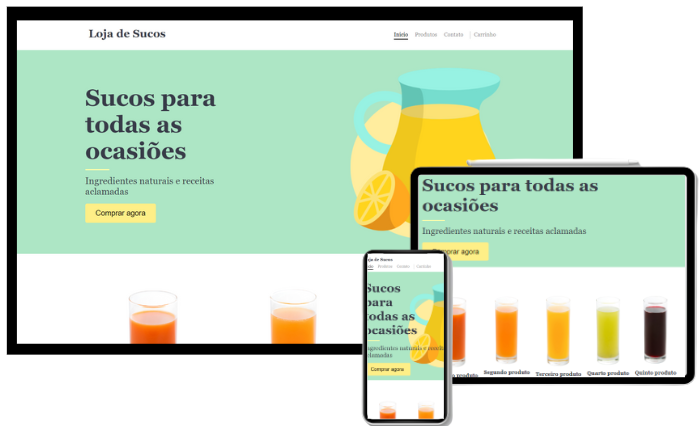 Loja de Sucos
Início Produtos Contato | Carrinho
Sucos para
todas as
ocasiões
Ingredientes naturais e receitas
aclamadas
Comprar agora
Sucos para todas as
ocasiões
Ingredientes naturais e receitas aclamadas
Comprar agora
produto
Segundo produto
Terceiro produto
Quarto produto
Quinto produto
Loja de Sucos
Início Produtos Contato | Carrinho
Sucos
para
todas as
ocasiões
Ingredientes naturais e receitas
aclamadas
Comprar agora